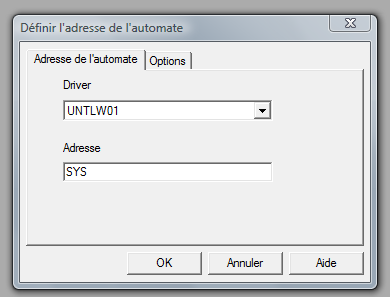 Définir l'adresse de l'automate
Adresse de l'automate Options
Driver
UNTLW01
Adresse
SYS
OK Annuler Aide